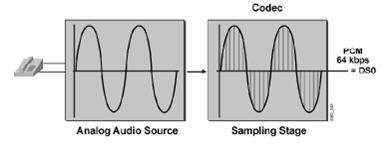 Codec
PCM
64 kbps
= DS0
Analog Audio Source
Sampling Stage